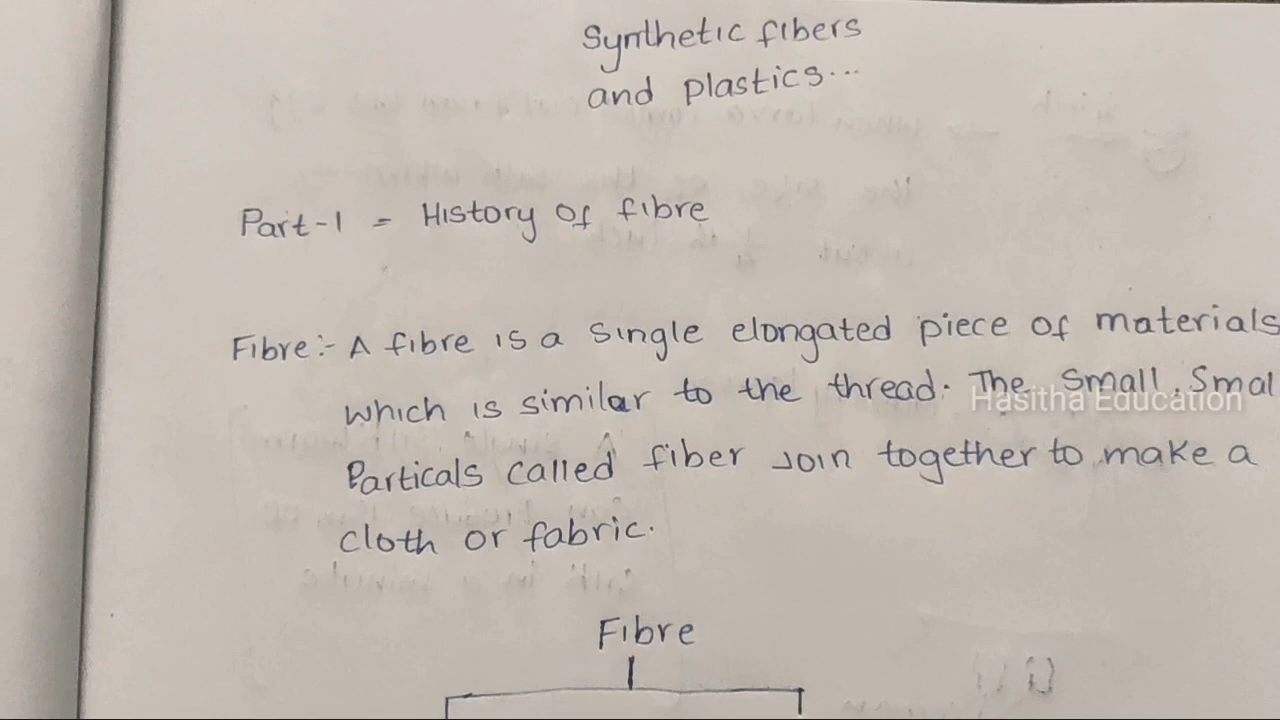 Synthetic fibers
and plastics...
Part-1 = History of fibre
Fibre:- A fibre is a single elongated piece of materials
which is similar to the thread. The Small, Smal
Hasitha Education
Particals called fiber Join together to make a
cloth or fabric.
Fibre